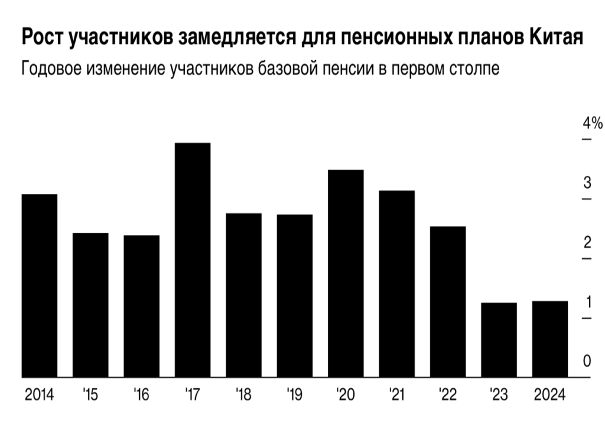 Рост участников замедляется для пенсионных планов Китая
Годовое изменение участников базовой пенсии в первом столпе
4%
3
2
1
0
2014 '15 '16 '17 '18 '19 '20 '21 '22 '23 2024